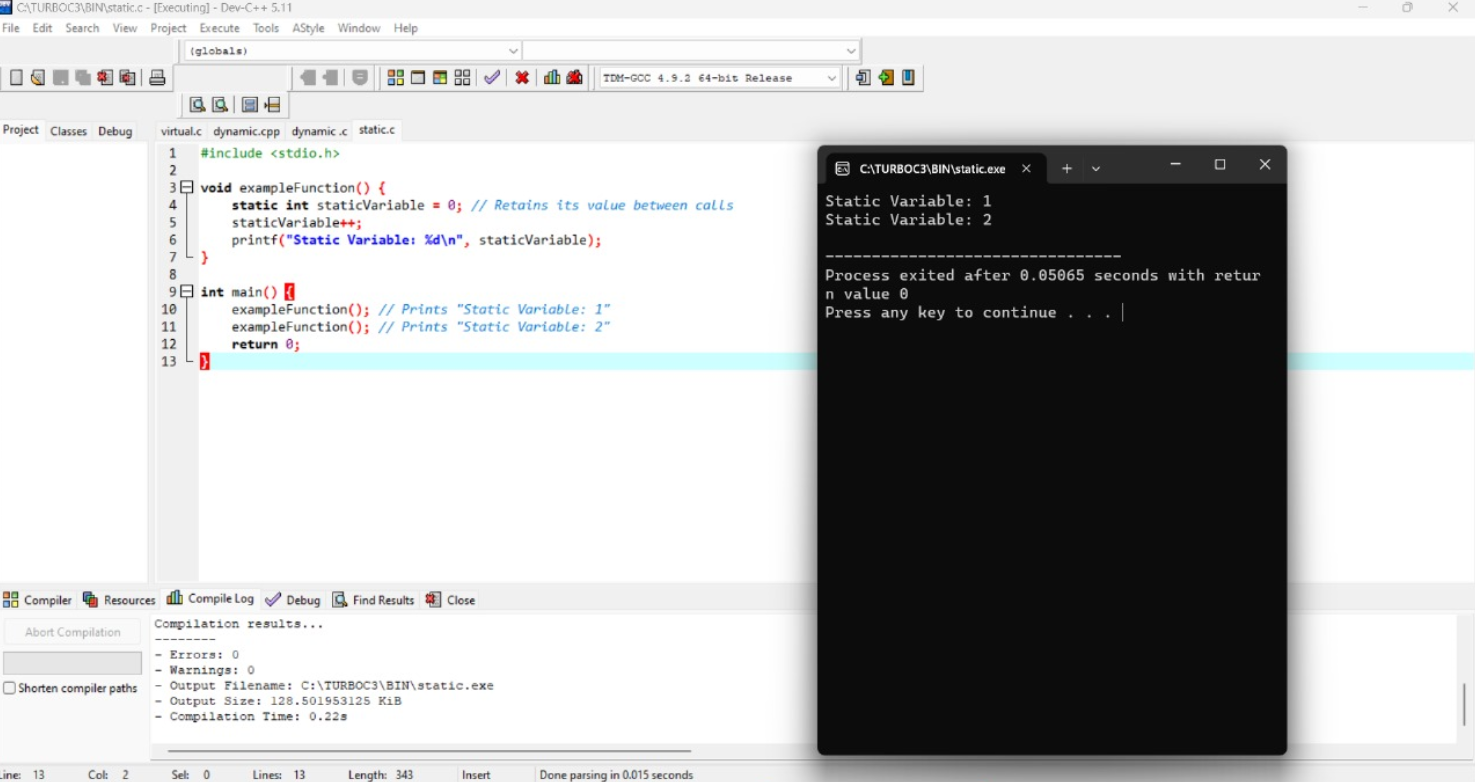 C:\TURBOC3\BIN\static.c - [Executing] - Dev-C++ 5.11
File Edit Search View Project Execute Tools AStyle Window Help
(globals)
TDM-GCC 4.9.2 64-bit Release
Project Classes Debug
virtual.c dynamic.cpp dynamic .c static.c
1 #include <stdio.h>
2
3 void exampleFunction() {
4 static int staticVariable = 0; // Retains its value between calls
5 staticVariable++;
6 printf("Static Variable: %d\n", staticVariable);
7 }
8
9 int main() {
10 exampleFunction(); // Prints "Static Variable: 1"
11 exampleFunction(); // Prints "Static Variable: 2"
12 return 0;
13 }
C:\TURBOC3\BIN\static.exe
Static Variable: 1
Static Variable: 2
--------------------------------
Process exited after 0.05065 seconds with retur
n value 0
Press any key to continue . . .
Compiler Resources Compile Log Debug Find Results Close
Abort Compilation
Shorten compiler paths
Compilation results...
--------
- Errors: 0
- Warnings: 0
- Output Filename: C:\TURBOC3\BIN\static.exe
- Output Size: 128.501953125 KiB
- Compilation Time: 0.22s
Line: 13 Col: 2 Sel: 0 Lines: 13 Length: 343 Insert Done parsing in 0.015 seconds